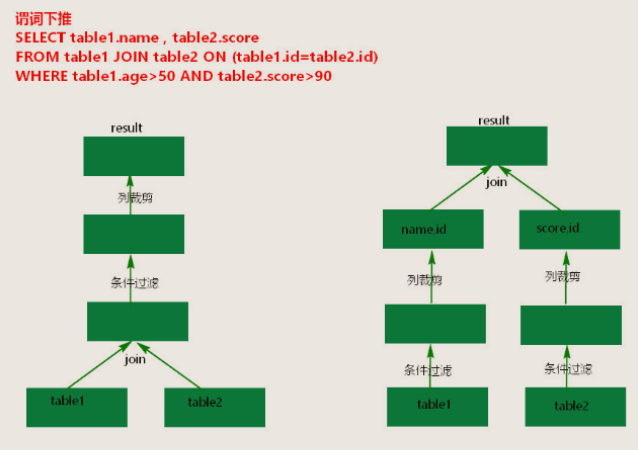 谓词下推
SELECT table1.name , table2.score
FROM table1 JOIN table2 ON (table1.id=table2.id)
WHERE table1.age>50 AND table2.score>90
result
列裁剪
条件过滤
join
table1
table2
result
join
name,id
score,id
列裁剪
列裁剪
条件过滤
条件过滤
table1
table2